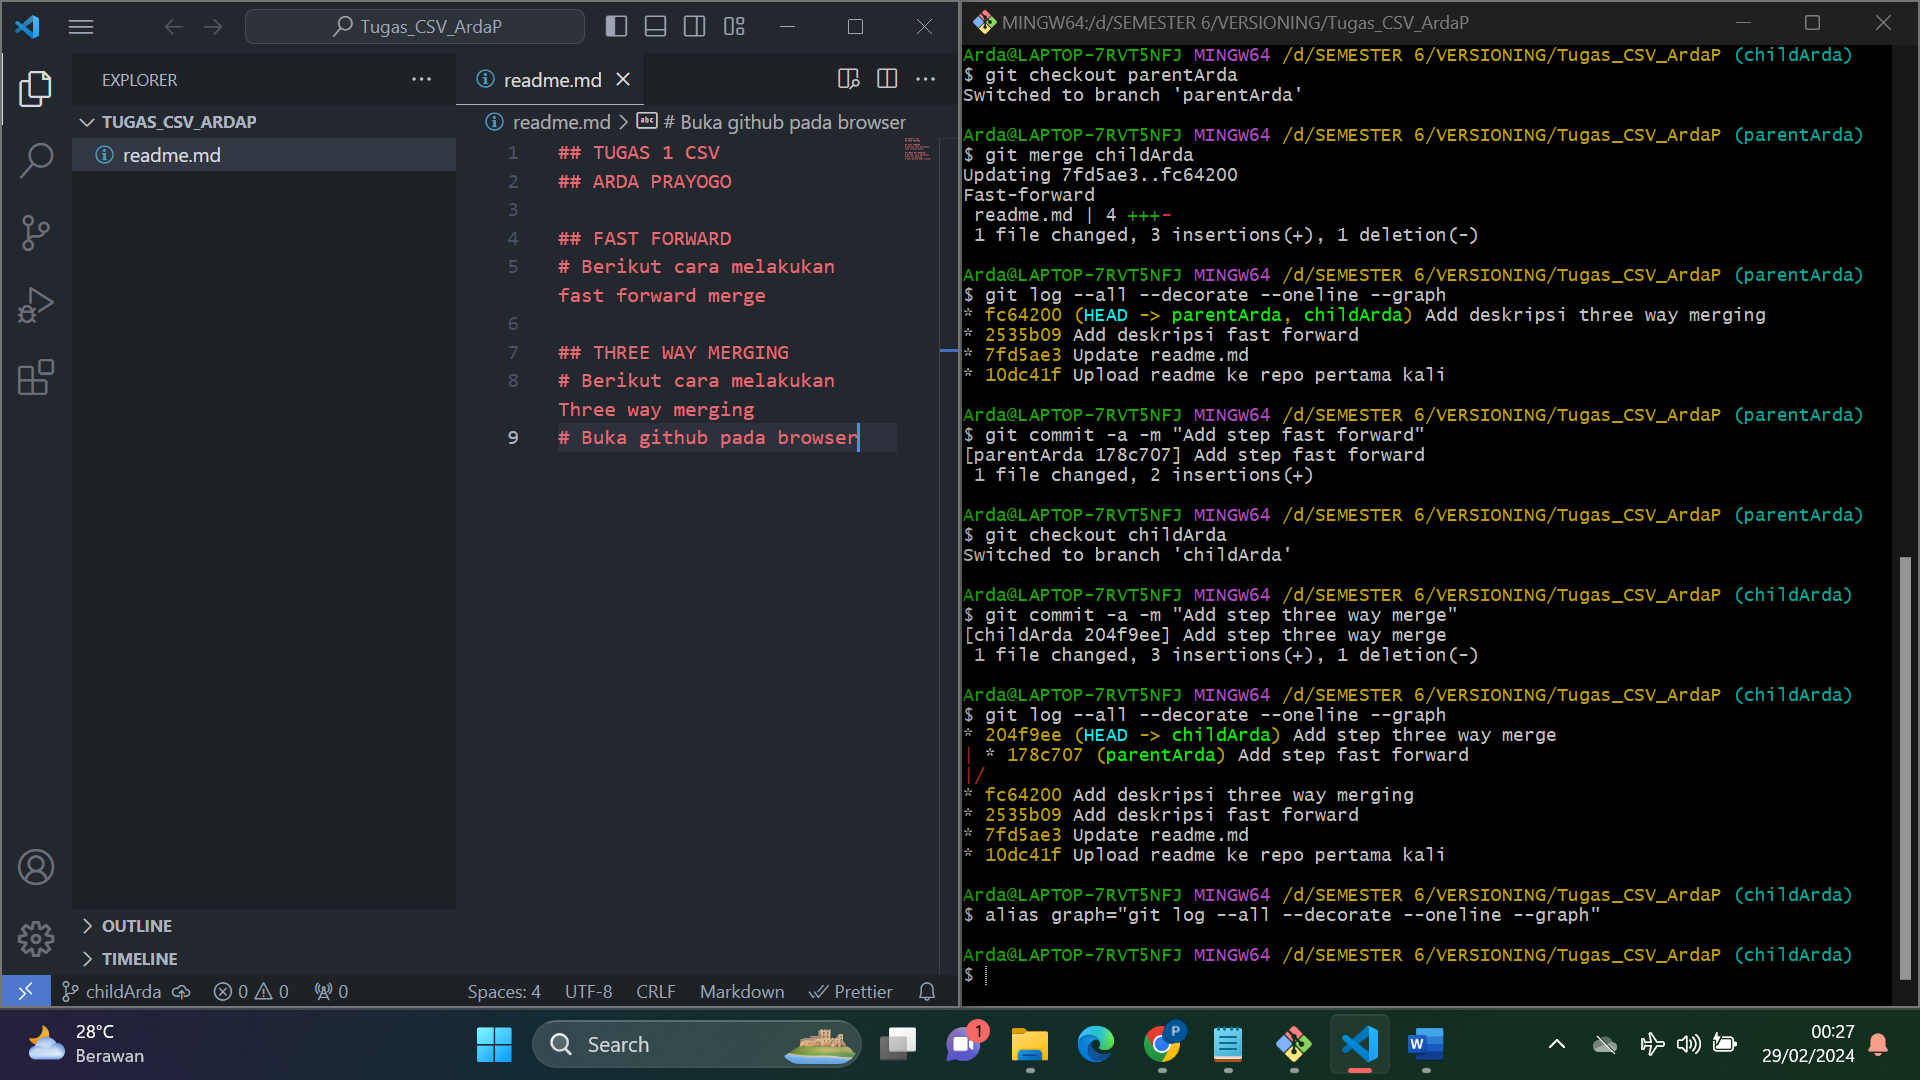 Tugas_CSV_ArdaP
EXPLORER
TUGAS_CSV_ARDAP
readme.md
OUTLINE
TIMELINE
readme.md
readme.md > # Buka github pada browser
1 ## TUGAS 1 CSV
2 ## ARDA PRAYOGO
3
4 ## FAST FORWARD
5 # Berikut cara melakukan
fast forward merge
6
7 ## THREE WAY MERGING
8 # Berikut cara melakukan
Three way merging
9 # Buka github pada browser
childArda 0 0 0 Spaces: 4 UTF-8 CRLF Markdown Prettier
MINGW64:/d/SEMESTER 6/VERSIONING/Tugas_CSV_ArdaP
Arda@LAPTOP-7RVT5NFJ MINGW64 /d/SEMESTER 6/VERSIONING/Tugas_CSV_ArdaP (childArda)
$ git checkout parentArda
Switched to branch 'parentArda'
Arda@LAPTOP-7RVT5NFJ MINGW64 /d/SEMESTER 6/VERSIONING/Tugas_CSV_ArdaP (parentArda)
$ git merge childArda
Updating 7fd5ae3..fc64200
Fast-forward
readme.md | 4 +++-
1 file changed, 3 insertions(+), 1 deletion(-)
Arda@LAPTOP-7RVT5NFJ MINGW64 /d/SEMESTER 6/VERSIONING/Tugas_CSV_ArdaP (parentArda)
$ git log --all --decorate --oneline --graph
* fc64200 (HEAD -> parentArda, childArda) Add deskripsi three way merging
* 2535b09 Add deskripsi fast forward
* 7fd5ae3 Update readme.md
* 10dc41f Upload readme ke repo pertama kali
Arda@LAPTOP-7RVT5NFJ MINGW64 /d/SEMESTER 6/VERSIONING/Tugas_CSV_ArdaP (parentArda)
$ git commit -a -m "Add step fast forward"
[parentArda 178c707] Add step fast forward
1 file changed, 2 insertions(+)
Arda@LAPTOP-7RVT5NFJ MINGW64 /d/SEMESTER 6/VERSIONING/Tugas_CSV_ArdaP (parentArda)
$ git checkout childArda
Switched to branch 'childArda'
Arda@LAPTOP-7RVT5NFJ MINGW64 /d/SEMESTER 6/VERSIONING/Tugas_CSV_ArdaP (childArda)
$ git commit -a -m "Add step three way merge"
[childArda 204f9ee] Add step three way merge
1 file changed, 3 insertions(+), 1 deletion(-)
Arda@LAPTOP-7RVT5NFJ MINGW64 /d/SEMESTER 6/VERSIONING/Tugas_CSV_ArdaP (childArda)
$ git log --all --decorate --oneline --graph
* 204f9ee (HEAD -> childArda) Add step three way merge
| * 178c707 (parentArda) Add step fast forward
|/
* fc64200 Add deskripsi three way merging
* 2535b09 Add deskripsi fast forward
* 7fd5ae3 Update readme.md
* 10dc41f Upload readme ke repo pertama kali
Arda@LAPTOP-7RVT5NFJ MINGW64 /d/SEMESTER 6/VERSIONING/Tugas_CSV_ArdaP (childArda)
$ alias graph="git log --all --decorate --oneline --graph"
Arda@LAPTOP-7RVT5NFJ MINGW64 /d/SEMESTER 6/VERSIONING/Tugas_CSV_ArdaP (childArda)
$
28°C
Berawan
Search
1
P
W
00:27
29/02/2024